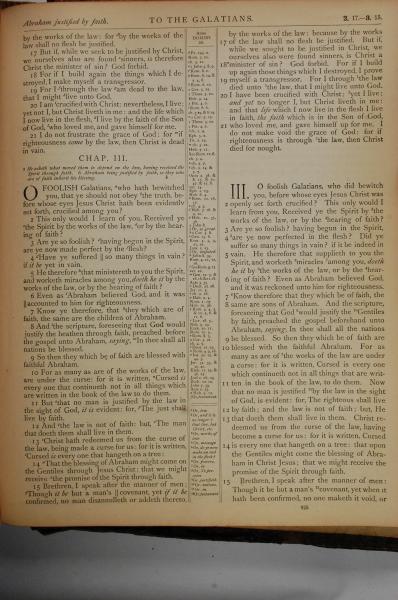 Abraham justified by faith.
TO THE GALATIANS.
2. 17.—3. 15.
by the works of the law: for by the works of the
law shall no flesh be justified.
17 But if, while we seek to be justified by Christ,
we ourselves also are found sinners, is therefore
Christ the minister of sin? God forbid.
18 For if I build again the things which I de-
stroyed, I make myself a transgressor.
19 For I through the law am dead to the law,
that I might live unto God.
20 I am crucified with Christ: nevertheless, I live;
yet not I, but Christ liveth in me: and the life which
I now live in the flesh, I live by the faith of the Son
of God, who loved me, and gave himself for me.
21 I do not frustrate the grace of God: for if
righteousness come by the law, then Christ is dead
in vain.
CHAP. III.
O FOOLISH Galatians, who hath bewitched
you, that ye should not obey the truth, be-
fore whose eyes Jesus Christ hath been evidently
set forth, crucified among you?
2 This only would I learn of you, Received ye
the Spirit by the works of the law, or by the hear-
ing of faith?
3 Are ye so foolish? having begun in the Spirit,
are ye now made perfect by the flesh?
4 Have ye suffered || so many things in vain?
if it be yet in vain.
5 He therefore that ministereth to you the Spirit,
and worketh miracles among you, doeth he it by the
works of the law, or by the hearing of faith?
6 Even as Abraham believed God, and it was
|| accounted to him for righteousness.
7 Know ye therefore, that they which are of
faith, the same are the children of Abraham.
8 And the scripture, foreseeing that God would
justify the heathen through faith, preached before
the gospel unto Abraham, saying, In thee shall all
nations be blessed.
9 So then they which be of faith are blessed with
faithful Abraham.
10 For as many as are of the works of the law,
are under the curse: for it is written, Cursed is
every one that continueth not in all things which
are written in the book of the law to do them.
11 But that no man is justified by the law in
the sight of God, it is evident: for, The just shall
live by faith.
12 And the law is not of faith: but, The man
that doeth them shall live in them.
13 Christ hath redeemed us from the curse of
the law, being made a curse for us: for it is written,
Cursed is every one that hangeth on a tree:
14 That the blessing of Abraham might come on
the Gentiles through Jesus Christ; that we might
receive the promise of the Spirit through faith.
15 Brethren, I speak after the manner of men;
Though it be but a man's || covenant, yet if it be
confirmed, no man disannulleth or addeth thereto.
by the works of the law: because by the works
17 of the law shall no flesh be justified. But if,
while we sought to be justified in Christ, we
ourselves also were found sinners, is Christ a
18 minister of sin? God forbid. For if I build
up again those things which I destroyed, I prove
19 myself a transgressor. For I through the law
died unto the law, that I might live unto God.
20 I have been crucified with Christ; yet I live;
and yet no longer I, but Christ liveth in me:
and that life which I now live in the flesh I live
in faith, the faith which is in the Son of God,
who loved me, and gave himself up for me. I
21 do not make void the grace of God: for if
righteousness is through the law, then Christ
died for nought.
III. O foolish Galatians, who did bewitch
you, before whose eyes Jesus Christ was
2 openly set forth crucified? This only would I
learn from you, Received ye the Spirit by the
works of the law, or by the hearing of faith?
3 Are ye so foolish? having begun in the Spirit,
4 are ye now perfected in the flesh? Did ye
suffer so many things in vain? if it be indeed in
5 vain. He therefore that supplieth to you the
Spirit, and worketh miracles among you, doeth
he it by the works of the law, or by the hear-
6 ing of faith? Even as Abraham believed God,
and it was reckoned unto him for righteousness.
7 Know therefore that they which be of faith, the
8 same are sons of Abraham. And the scripture,
foreseeing that God would justify the Gentiles
by faith, preached the gospel beforehand unto
Abraham, saying, In thee shall all the nations
9 be blessed. So then they which be of faith are
10 blessed with the faithful Abraham. For as
many as are of the works of the law are under
a curse: for it is written, Cursed is every one
which continueth not in all things that are writ-
11 ten in the book of the law, to do them. Now
that no man is justified by the law in the sight
of God, is evident: for, The righteous shall live
12 by faith; and the law is not of faith; but, He
13 that doeth them shall live in them. Christ re-
deemed us from the curse of the law, having
become a curse for us: for it is written, Cursed
14 is every one that hangeth on a tree: that upon
the Gentiles might come the blessing of Abra-
ham in Christ Jesus; that we might receive the
promise of the Spirit through faith.
15 Brethren, I speak after the manner of men:
Though it be but a man's covenant, yet when it
hath been confirmed, no one maketh it void, or